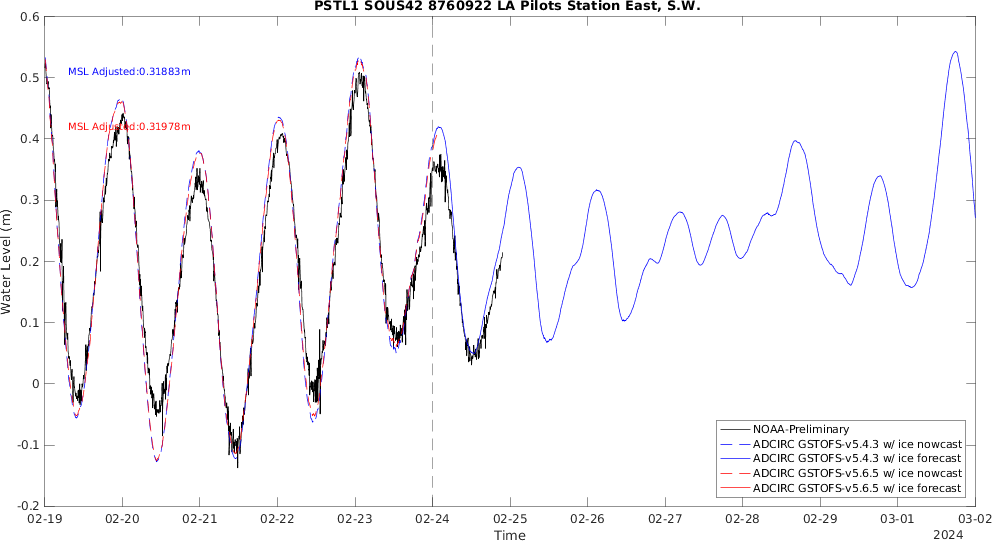 PSTL1 SOUS42 8760922 LA Pilots Station East, S.W.
0.6
0.5
0.4
0.3
0.2
0.1
0
-0.1
-0.2
Water Level (m)
MSL Adjusted:0.31883m
MSL Adjusted:0.31978m
NOAA-Preliminary
ADCIRC GSTOFS-v5.4.3 w/ ice nowcast
ADCIRC GSTOFS-v5.4.3 w/ ice forecast
ADCIRC GSTOFS-v5.6.5 w/ ice nowcast
ADCIRC GSTOFS-v5.6.5 w/ ice forecast
02-19 02-20 02-21 02-22 02-23 02-24 02-25 02-26 02-27 02-28 02-29 03-01 03-02
Time
2024